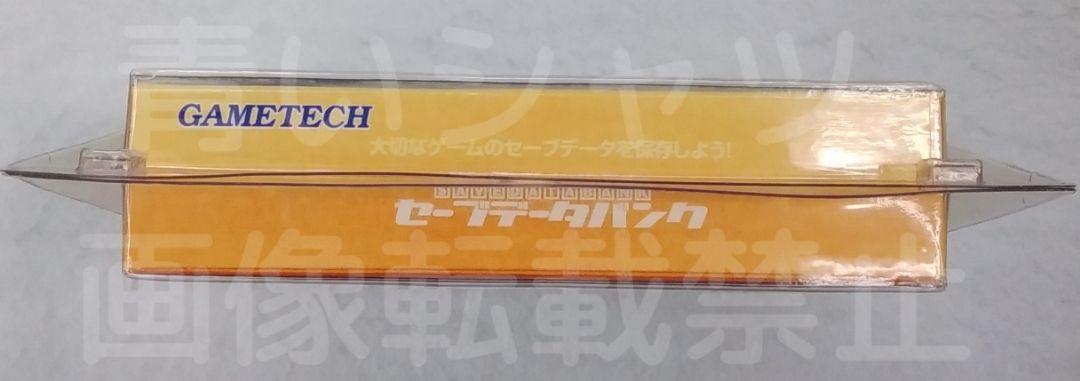 青いシャツ
GAMETECH
大切なゲームのセーブデータを保存しよう!
SAVEDATABANK
セーブデータバンク
画像転載禁止